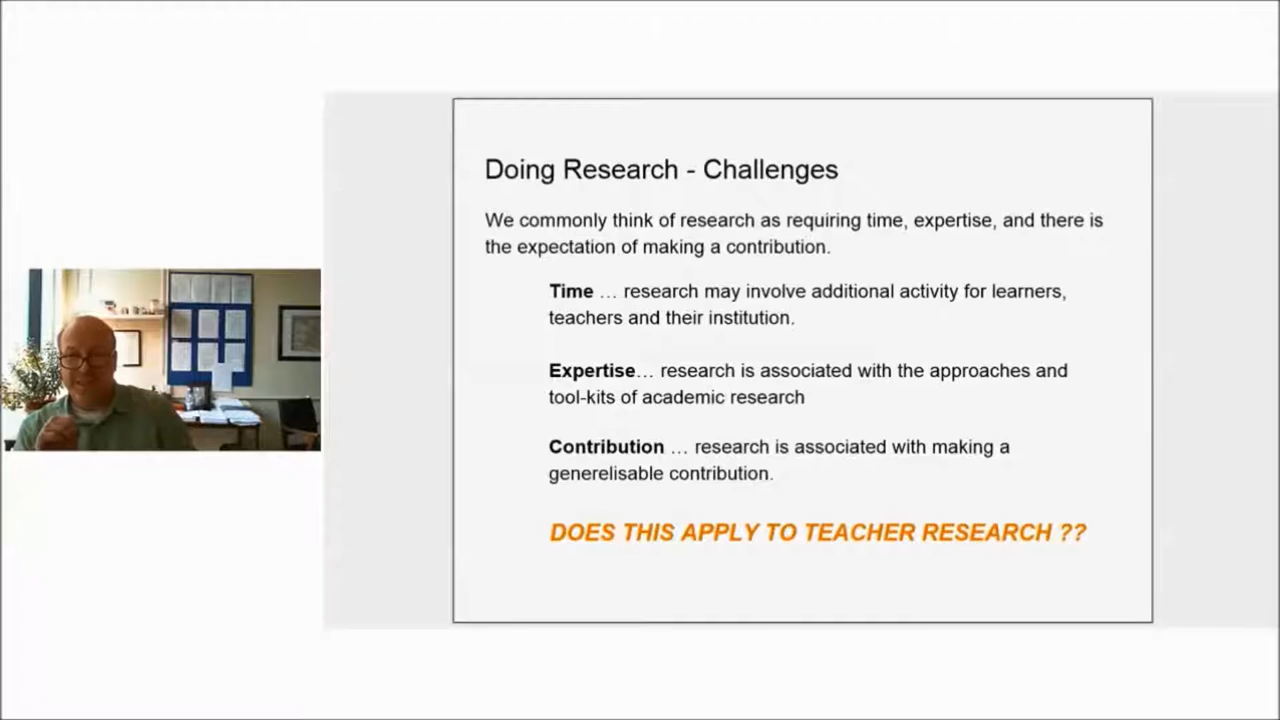 Doing Research - Challenges
We commonly think of research as requiring time, expertise, and there is
the expectation of making a contribution.
Time … research may involve additional activity for learners,
teachers and their institution.
Expertise… research is associated with the approaches and
tool-kits of academic research
Contribution … research is associated with making a
generelisable contribution.
DOES THIS APPLY TO TEACHER RESEARCH ??